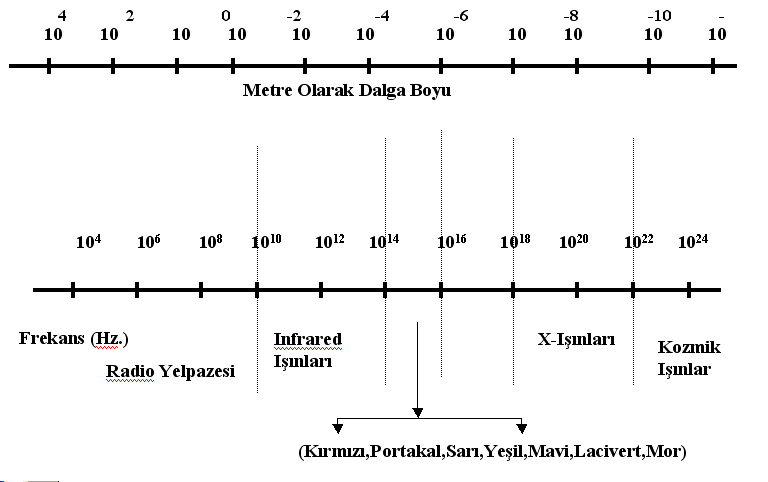 4 2 0 -2 -4 -6 -8 -10 -
10 10 10 10 10 10 10 10 10 10 10
Metre Olarak Dalga Boyu
10⁴ 10⁶ 10⁸ 10¹⁰ 10¹² 10¹⁴ 10¹⁶ 10¹⁸ 10²⁰ 10²² 10²⁴
Frekans (Hz.)
Radio Yelpazesi
Infrared
Işınları
X-Işınları
Kozmik
Işınlar
(Kırmızı,Portakal,Sarı,Yeşil,Mavi,Lacivert,Mor)